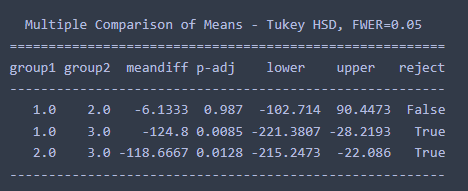 Multiple Comparison of Means - Tukey HSD, FWER=0.05
========================================================
group1 group2 meandiff p-adj lower upper reject
--------------------------------------------------------
1.0 2.0 -6.1333 0.987 -102.714 90.4473 False
1.0 3.0 -124.8 0.0085 -221.3807 -28.2193 True
2.0 3.0 -118.6667 0.0128 -215.2473 -22.086 True
--------------------------------------------------------